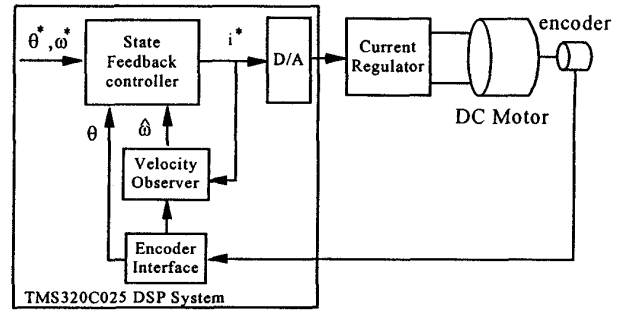 θ*,ω*
State
Feedback
controller
i*
D/A
Current
Regulator
encoder
DC Motor
θ
ω̂
Velocity
Observer
Encoder
Interface
TMS320C025 DSP System